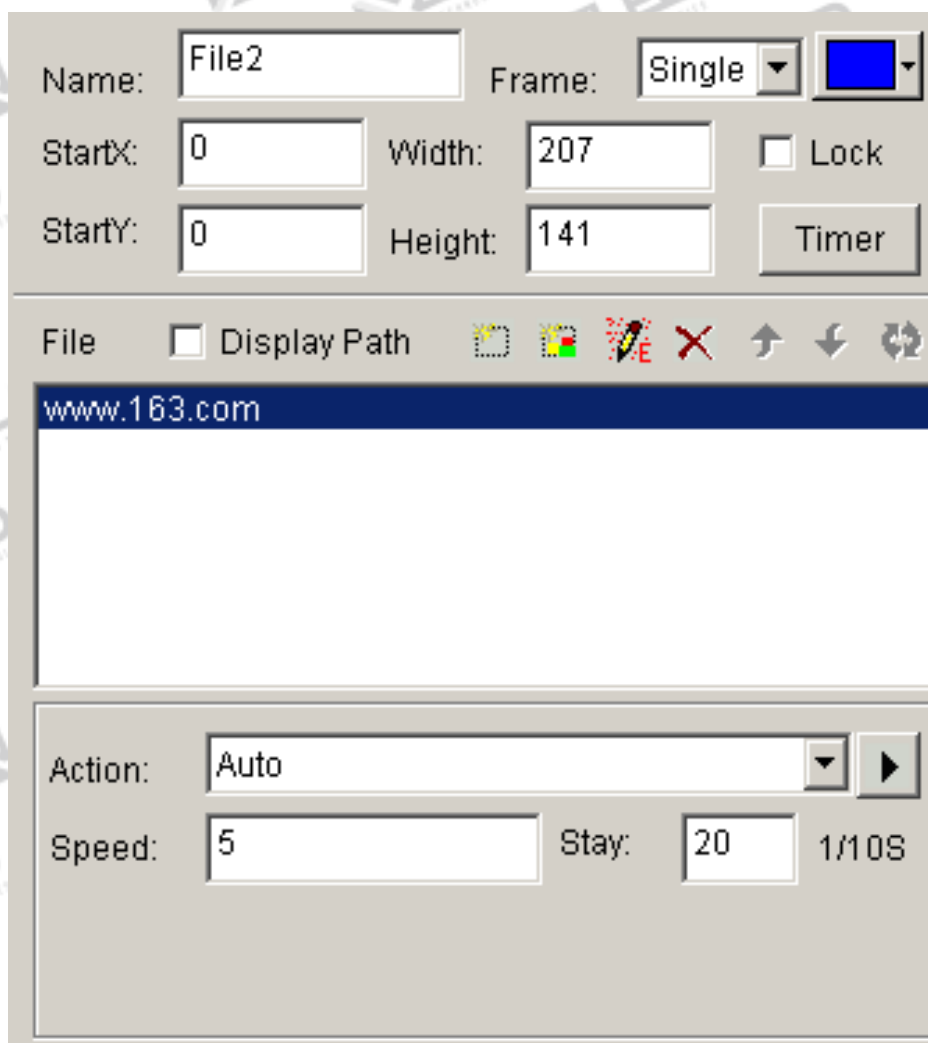 Name: File2 Frame: Single
StartX: 0 Width: 207 Lock
StartY: 0 Height: 141 Timer
File Display Path E
www.163.com
Action: Auto
Speed: 5 Stay: 20 1/10S